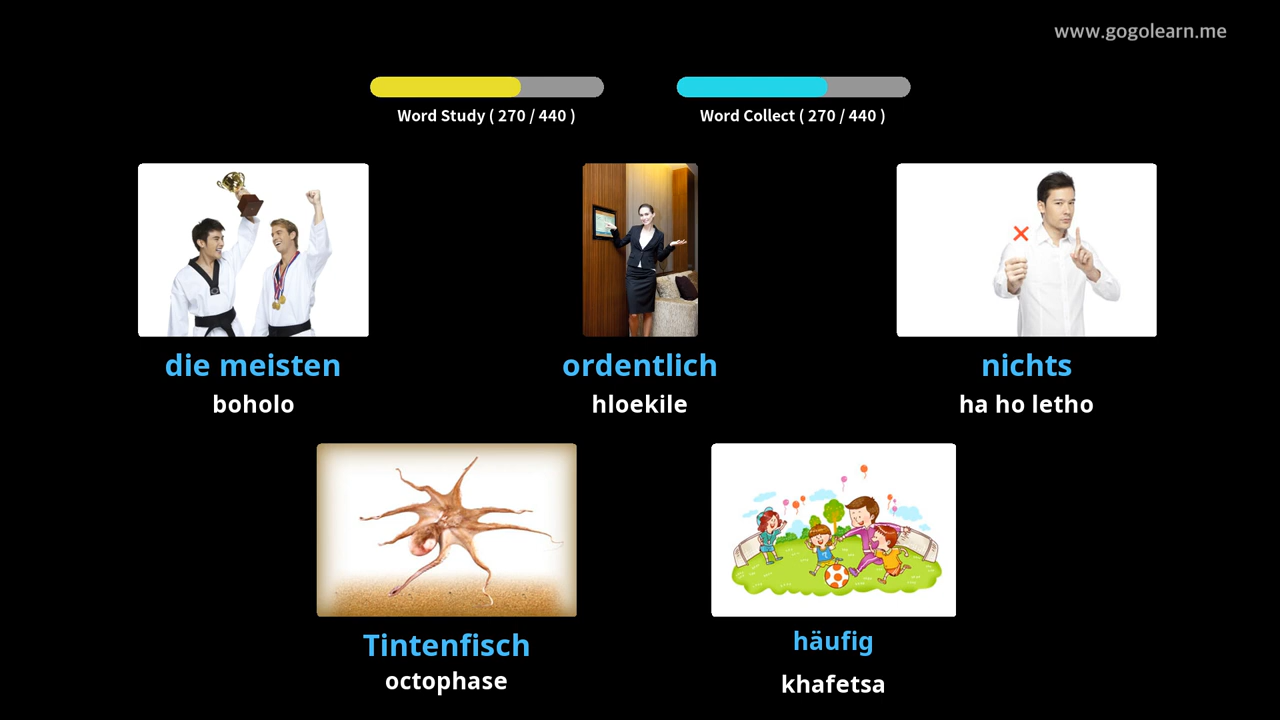 www.gogolearn.me
Word Study ( 270 / 440 )
Word Collect ( 270 / 440 )
die meisten
boholo
ordentlich
hloekile
nichts
ha ho letho
Tintenfisch
octophase
häufig
khafetsa